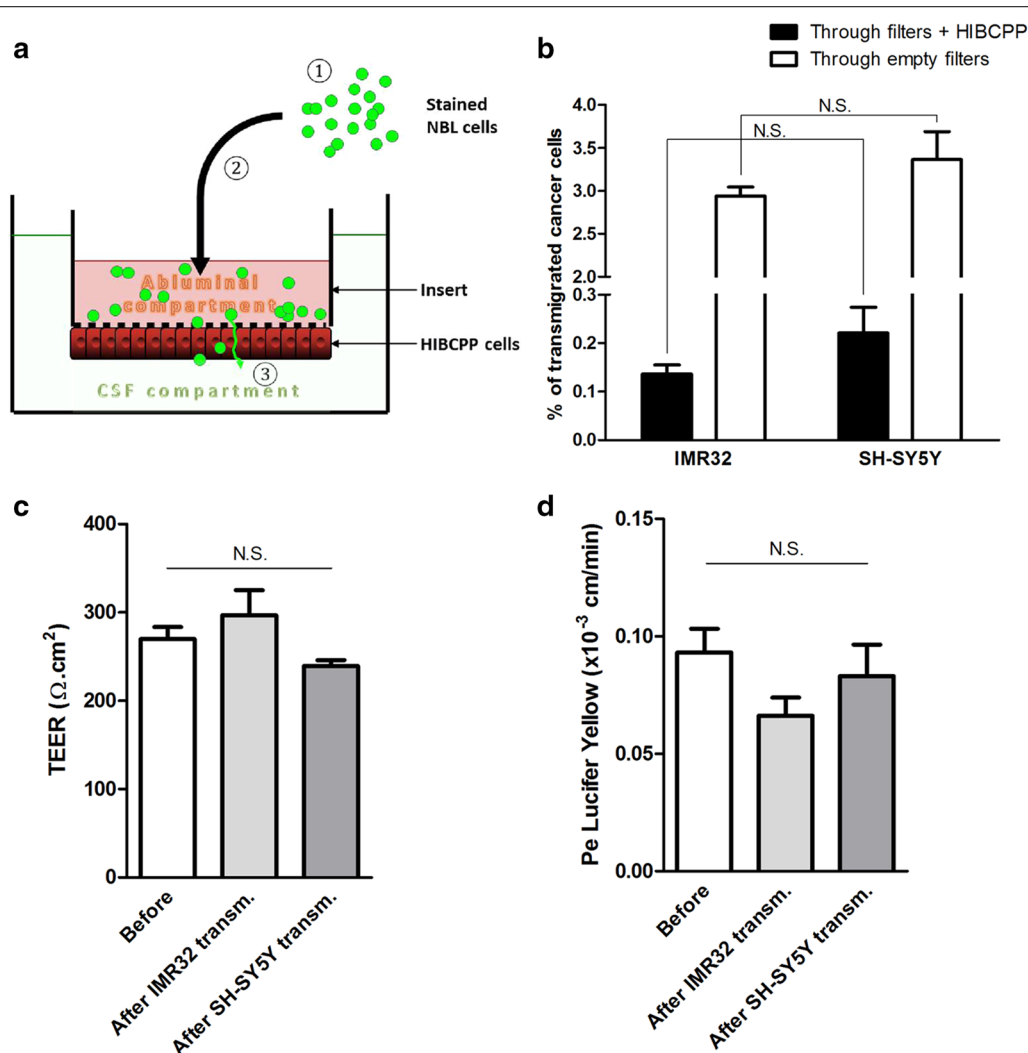 a
①
Stained
NBL cells
②
Abluminal
compartment
Insert
HIBCPP cells
③
CSF compartment
b
Through filters + HIBCPP
Through empty filters
% of transmigrated cancer cells
4.0
3.5
3.0
2.5
2.0
0.3
0.2
0.1
0.0
N.S.
N.S.
IMR32 SH-SY5Y
c
TEER (Ω.cm²)
400
300
200
100
0
N.S.
Before
After IMR32 transm.
After SH-SY5Y transm.
d
Pe Lucifer Yellow (x10⁻³ cm/min)
0.15
0.10
0.05
0.00
N.S.
Before
After IMR32 transm.
After SH-SY5Y transm.